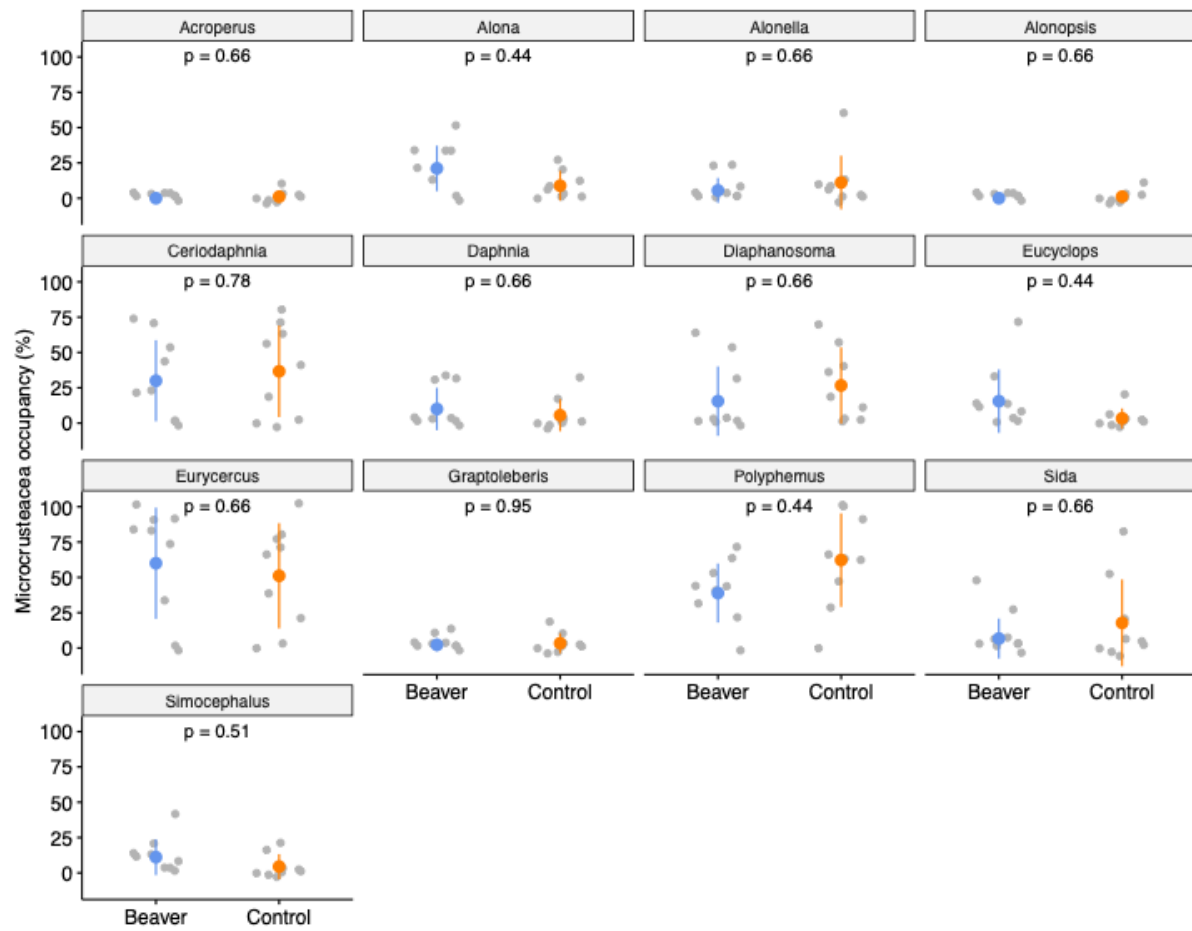 Acroperus Alona Alonella Alonopsis
p = 0.66 p = 0.44 p = 0.66 p = 0.66
100
75
50
25
0
Ceriodaphnia Daphnia Diaphanosoma Eucyclops
p = 0.78 p = 0.66 p = 0.66 p = 0.44
100
75
50
25
0
Microcrusteacea occupancy (%)
Eurycercus Graptoleberis Polyphemus Sida
p = 0.66 p = 0.95 p = 0.44 p = 0.66
100
75
50
25
0
Beaver Control Beaver Control Beaver Control
Simocephalus
p = 0.51
100
75
50
25
0
Beaver Control